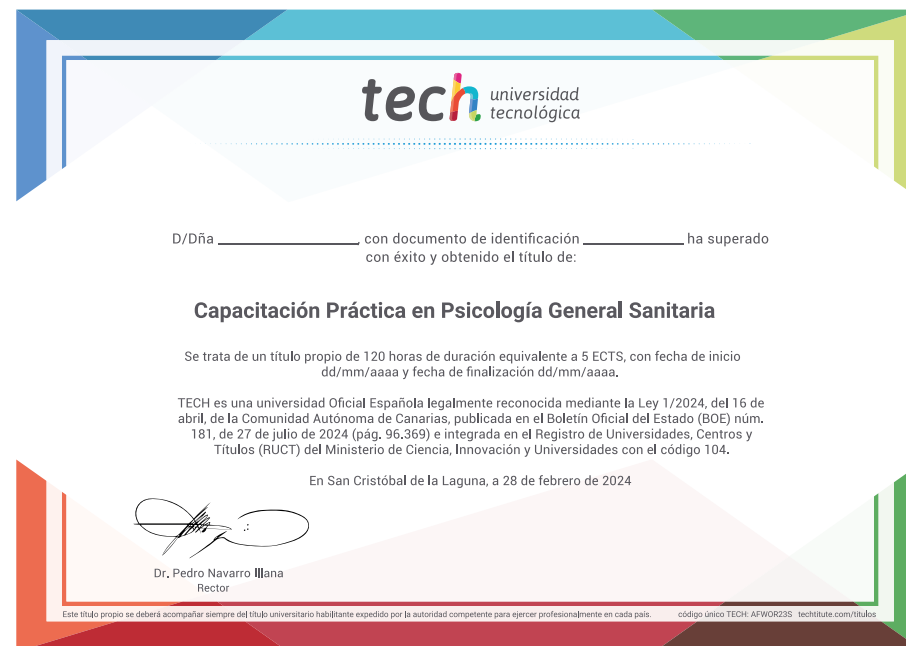 tech universidad
tecnológica
D/Dña ____________________, con documento de identificación ______________ ha superado
con éxito y obtenido el título de:
Capacitación Práctica en Psicología General Sanitaria
Se trata de un título propio de 120 horas de duración equivalente a 5 ECTS, con fecha de inicio
dd/mm/aaaa y fecha de finalización dd/mm/aaaa.
TECH es una universidad Oficial Española legalmente reconocida mediante la Ley 1/2024, del 16 de
abril, de la Comunidad Autónoma de Canarias, publicada en el Boletín Oficial del Estado (BOE) núm.
181, de 27 de julio de 2024 (pág. 96.369) e integrada en el Registro de Universidades, Centros y
Títulos (RUCT) del Ministerio de Ciencia, Innovación y Universidades con el código 104.
En San Cristóbal de la Laguna, a 28 de febrero de 2024
Dr. Pedro Navarro Illana
Rector
Este título propio se deberá acompañar siempre del título universitario habilitante expedido por la autoridad competente para ejercer profesionalmente en cada país. código único TECH: AFWOR23S techtitute.com/titulos